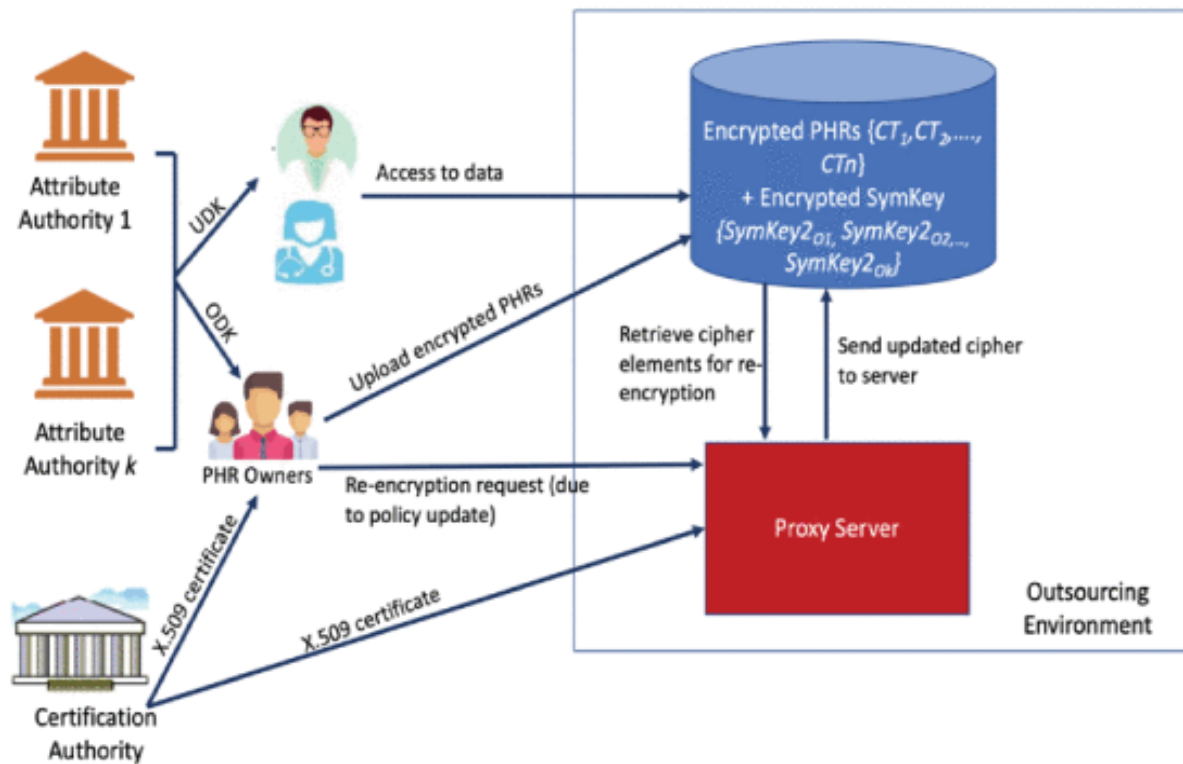 Attribute
Authority 1
Attribute
Authority k
UDK
ODK
Access to data
Upload encrypted PHRs
PHR Owners
Re-encryption request (due
to policy update)
X.509 certificate
X.509 certificate
Certification
Authority
Encrypted PHRs {CT1,CT2,....,
CTn}
+ Encrypted SymKey
{SymKey2O1, SymKey2O2,..,
SymKey2Ok}
Retrieve cipher
elements for re-
encryption
Send updated cipher
to server
Proxy Server
Outsourcing
Environment